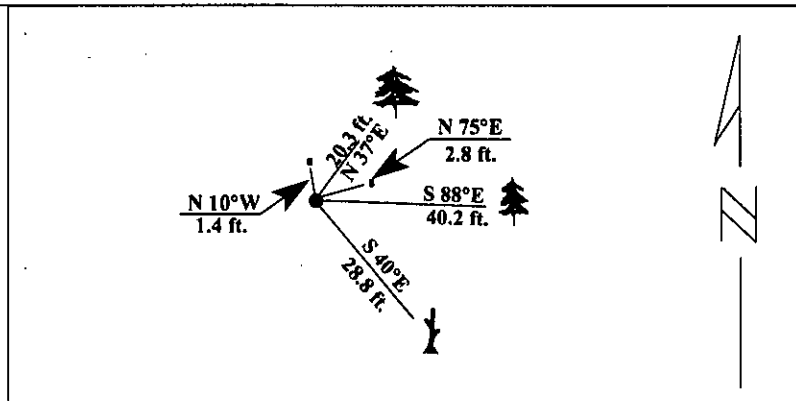 20.3 ft.
N 37°E
N 75°E
2.8 ft.
N 10°W
1.4 ft.
S 88°E
40.2 ft.
S 40°E
28.8 ft.
N